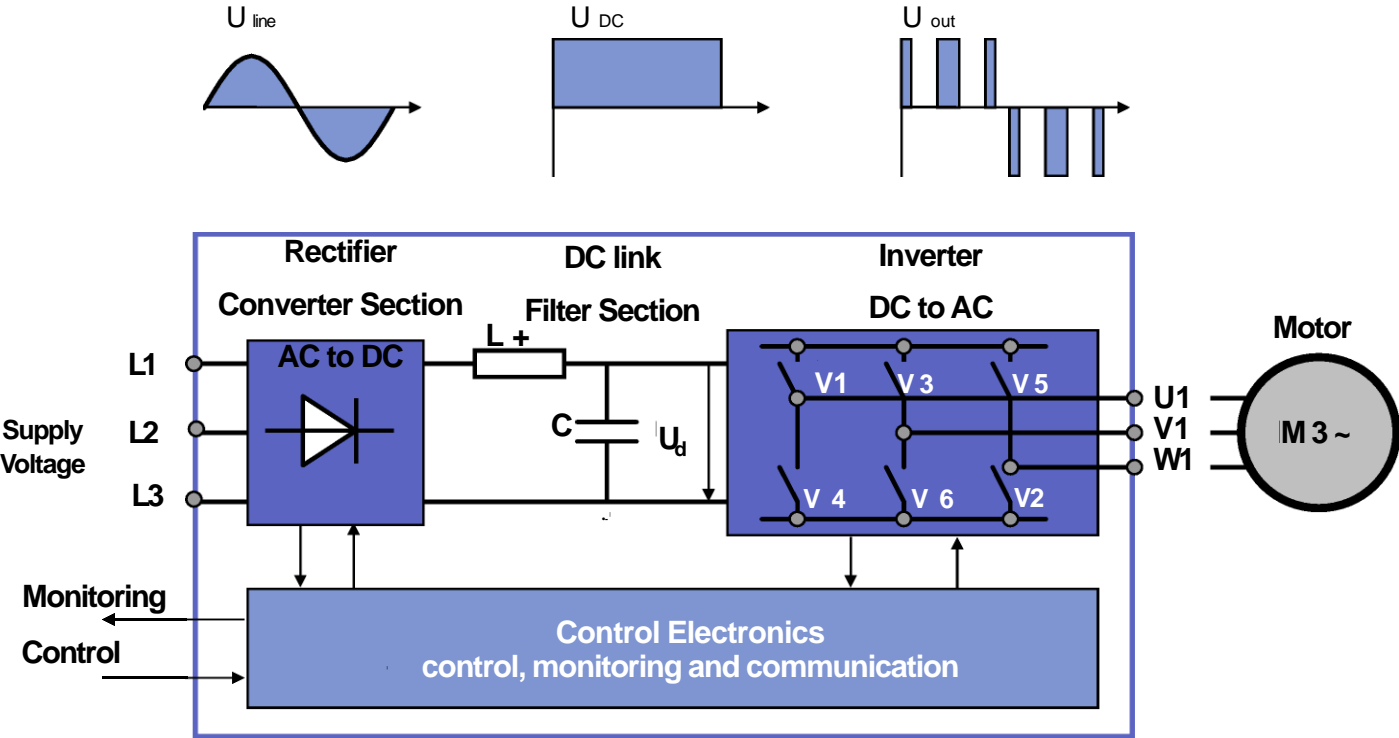 U line
U DC
U out
Rectifier
Converter Section
AC to DC
DC link
Filter Section
Inverter
DC to AC
Motor
L +
L1
L2
L3
Supply
Voltage
C
Ud
V1
V 3
V 5
V 4
V 6
V2
U1
V1
W1
M 3 ~
Monitoring
Control
Control Electronics
control, monitoring and communication